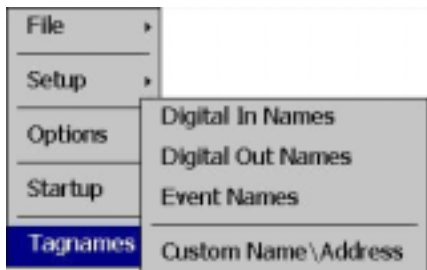 File
Setup
Options
Startup
Tagnames
Digital In Names
Digital Out Names
Event Names
Custom Name\Address